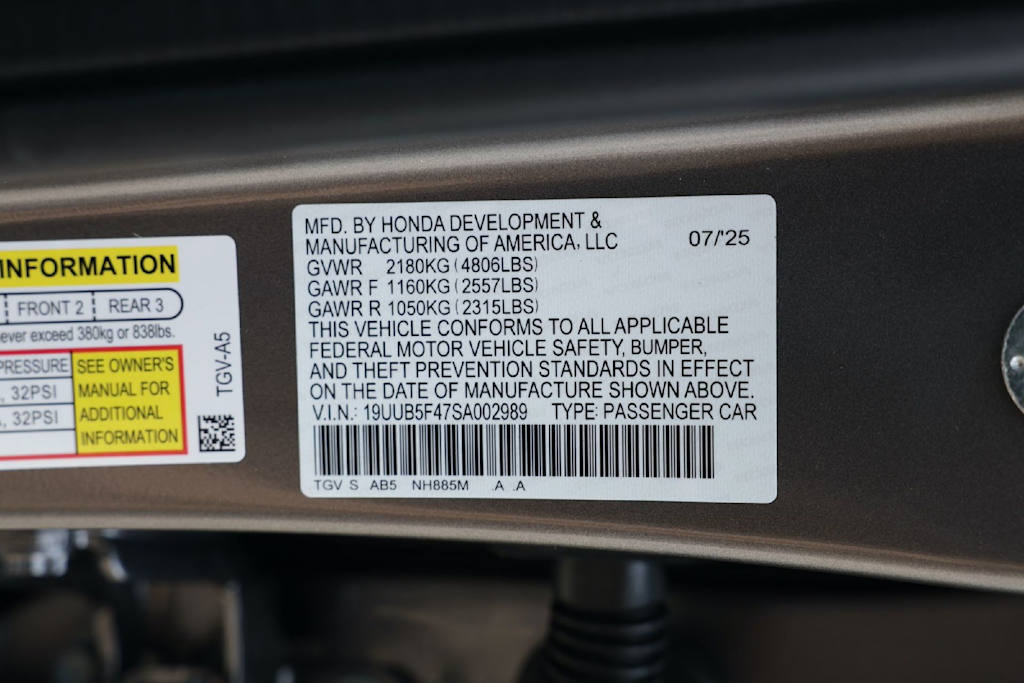 INFORMATION
FRONT 2 REAR 3
never exceed 380kg or 838lbs.
PRESSURE SEE OWNER'S
, 32PSI MANUAL FOR
, 32PSI ADDITIONAL
INFORMATION
TGV-A5
MFD. BY HONDA DEVELOPMENT &
MANUFACTURING OF AMERICA, LLC 07/'25
GVWR 2180KG (4806LBS)
GAWR F 1160KG (2557LBS)
GAWR R 1050KG (2315LBS)
THIS VEHICLE CONFORMS TO ALL APPLICABLE
FEDERAL MOTOR VEHICLE SAFETY, BUMPER,
AND THEFT PREVENTION STANDARDS IN EFFECT
ON THE DATE OF MANUFACTURE SHOWN ABOVE.
V.I.N.: 19UUB5F47SA002989 TYPE: PASSENGER CAR
TGV S AB5 NH885M .A .A